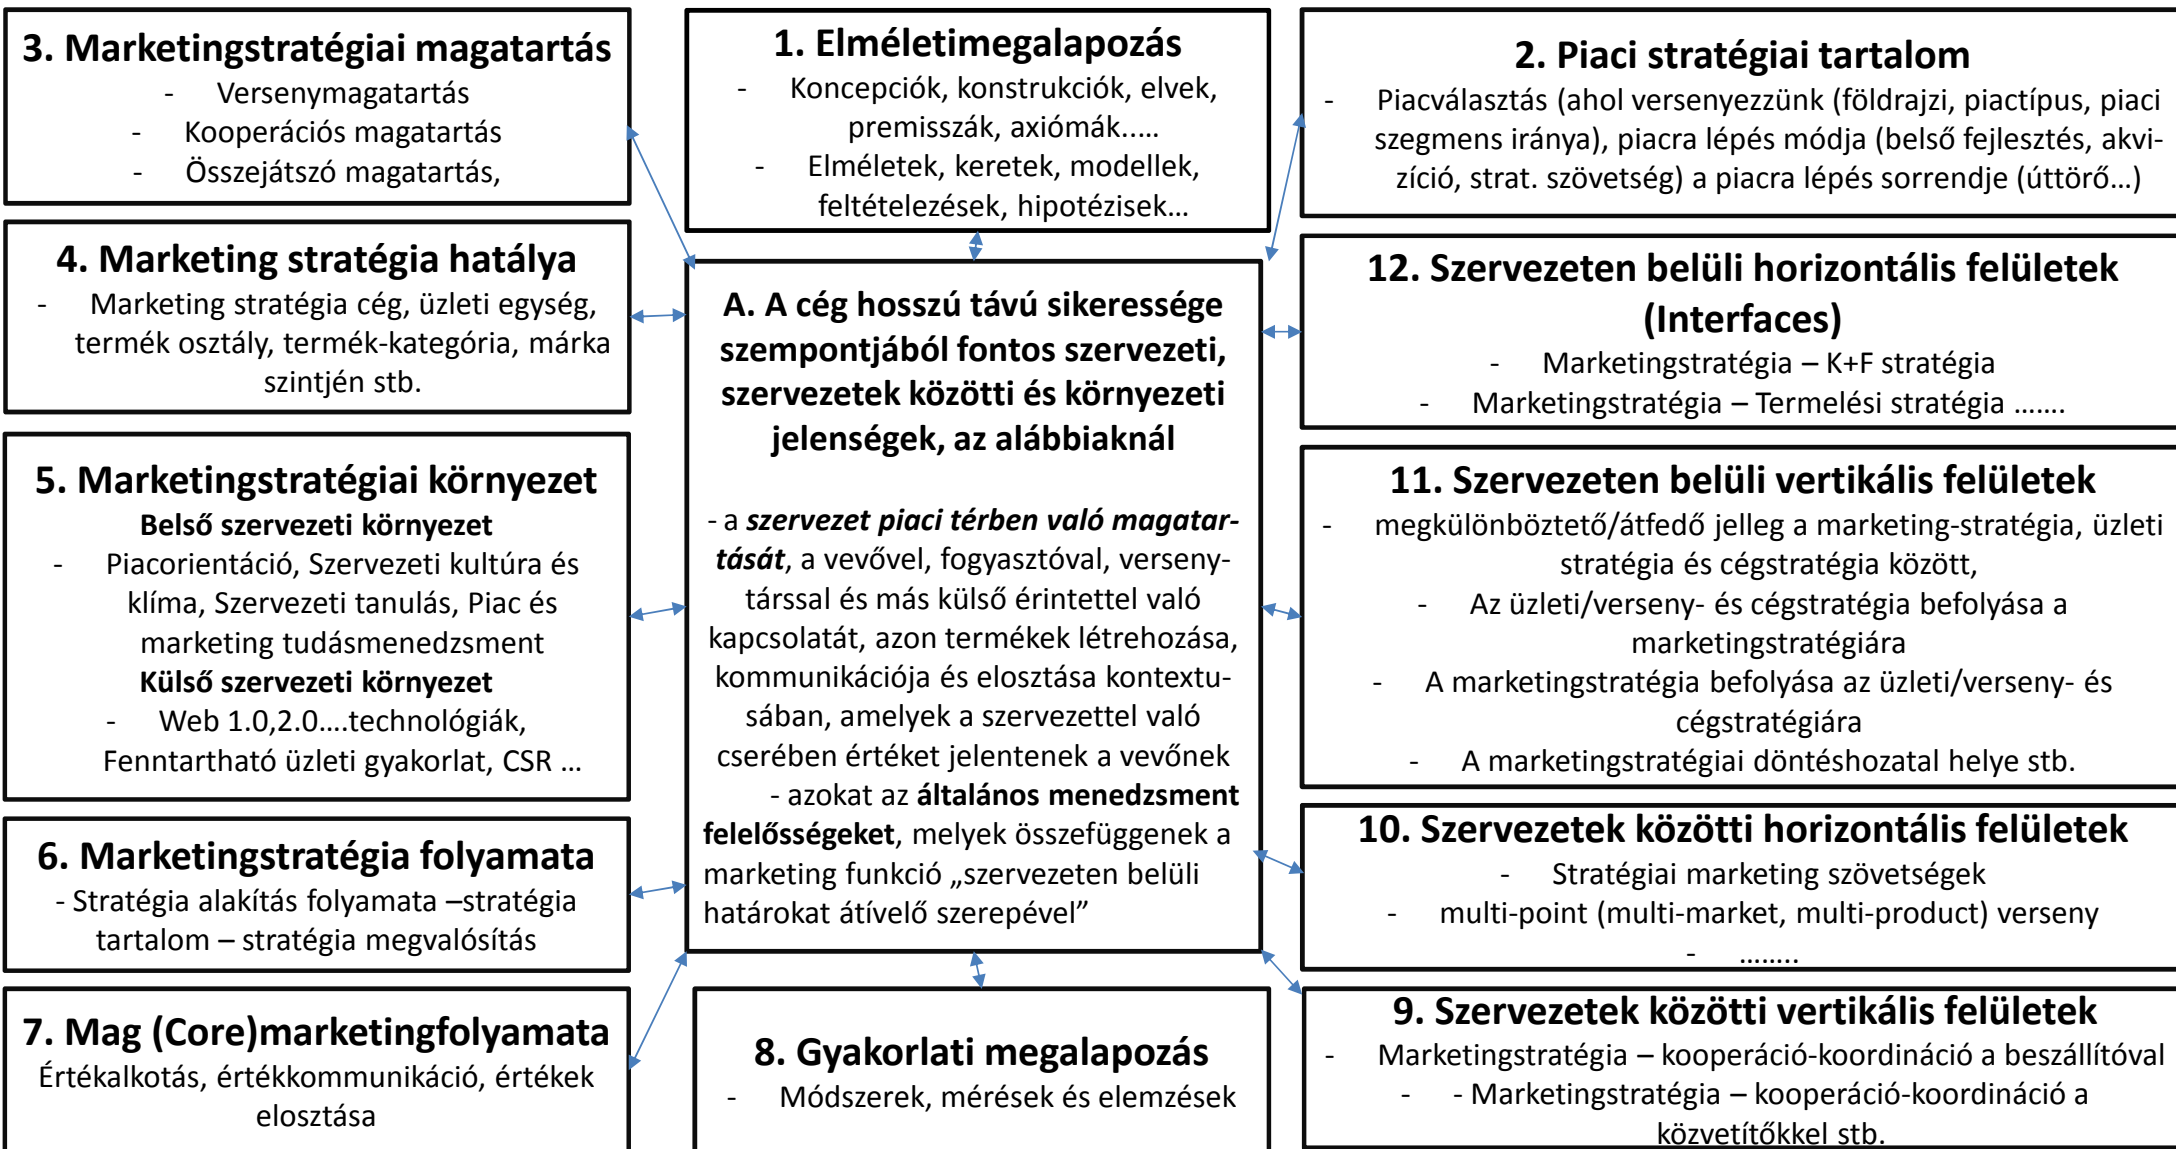 3. Marketingstratégiai magatartás
- Versenymagatartás
- Kooperációs magatartás
- Összejátszó magatartás,
1. Elméletimegalapozás
- Koncepciók, konstrukciók, elvek,
premisszák, axiómák.....
- Elméletek, keretek, modellek,
feltételezések, hipotézisek…
2. Piaci stratégiai tartalom
- Piacválasztás (ahol versenyezzünk (földrajzi, piactípus, piaci
szegmens iránya), piacra lépés módja (belső fejlesztés, akvi-
zíció, strat. szövetség) a piacra lépés sorrendje (úttörő…)
4. Marketing stratégia hatálya
- Marketing stratégia cég, üzleti egység,
termék osztály, termék-kategória, márka
szintjén stb.
A. A cég hosszú távú sikeressége
szempontjából fontos szervezeti,
szervezetek közötti és környezeti
jelenségek, az alábbiaknál
- a szervezet piaci térben való magatar-
tását, a vevővel, fogyasztóval, verseny-
társsal és más külső érintettel való
kapcsolatát, azon termékek létrehozása,
kommunikációja és elosztása kontextu-
sában, amelyek a szervezettel való
cserében értéket jelentenek a vevőnek
- azokat az általános menedzsment
felelősségeket, melyek összefüggenek a
marketing funkció „szervezeten belüli
határokat átívelő szerepével”
12. Szervezeten belüli horizontális felületek
(Interfaces)
- Marketingstratégia – K+F stratégia
- Marketingstratégia – Termelési stratégia …….
5. Marketingstratégiai környezet
Belső szervezeti környezet
- Piacorientáció, Szervezeti kultúra és
klíma, Szervezeti tanulás, Piac és
marketing tudásmenedzsment
Külső szervezeti környezet
- Web 1.0,2.0….technológiák,
Fenntartható üzleti gyakorlat, CSR …
11. Szervezeten belüli vertikális felületek
- megkülönböztető/átfedő jelleg a marketing-stratégia, üzleti
stratégia és cégstratégia között,
- Az üzleti/verseny- és cégstratégia befolyása a
marketingstratégiára
- A marketingstratégia befolyása az üzleti/verseny- és
cégstratégiára
- A marketingstratégiai döntéshozatal helye stb.
6. Marketingstratégia folyamata
- Stratégia alakítás folyamata –stratégia
tartalom – stratégia megvalósítás
10. Szervezetek közötti horizontális felületek
- Stratégiai marketing szövetségek
- multi-point (multi-market, multi-product) verseny
- ……..
7. Mag (Core)marketingfolyamata
Értékalkotás, értékkommunikáció, értékek
elosztása
8. Gyakorlati megalapozás
- Módszerek, mérések és elemzések
9. Szervezetek közötti vertikális felületek
- Marketingstratégia – kooperáció-koordináció a beszállítóval
- - Marketingstratégia – kooperáció-koordináció a
közvetítőkkel stb.